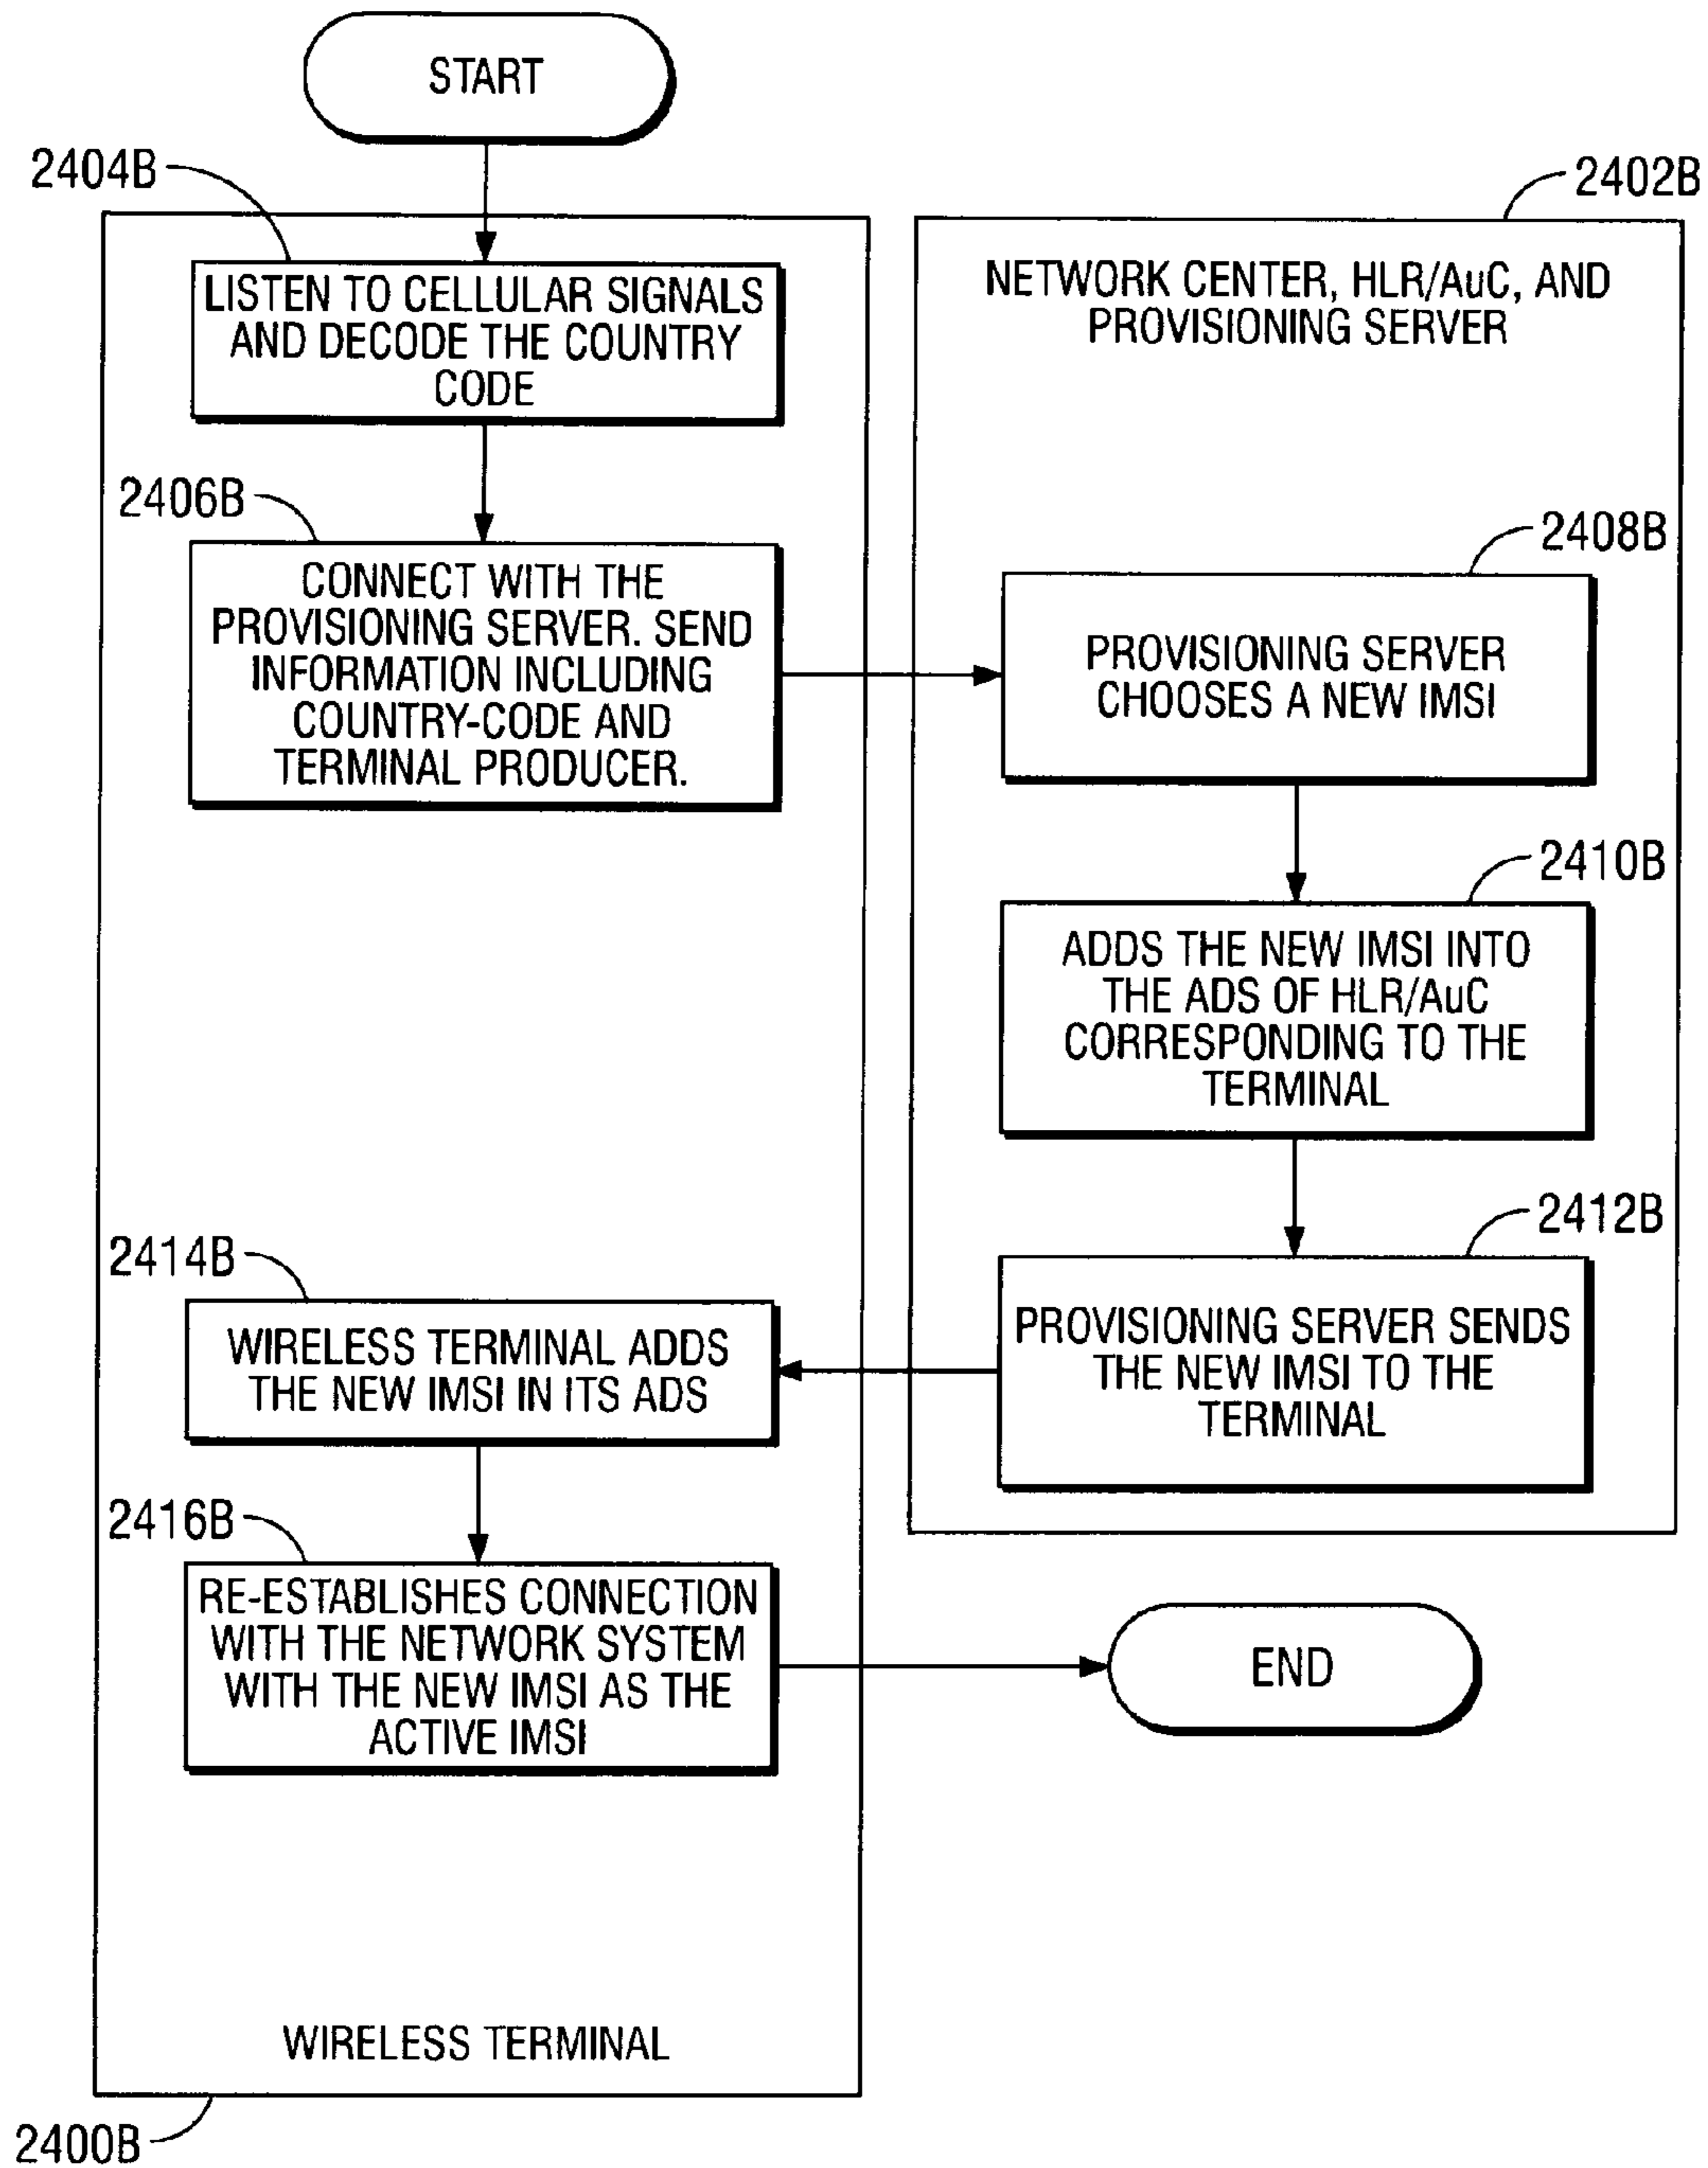 START
2404B
2402B
LISTEN TO CELLULAR SIGNALS
AND DECODE THE COUNTRY
CODE
NETWORK CENTER, HLR/AuC, AND
PROVISIONING SERVER
2406B
CONNECT WITH THE
PROVISIONING SERVER. SEND
INFORMATION INCLUDING
COUNTRY-CODE AND
TERMINAL PRODUCER.
2408B
PROVISIONING SERVER
CHOOSES A NEW IMSI
2410B
ADDS THE NEW IMSI INTO
THE ADS OF HLR/AuC
CORRESPONDING TO THE
TERMINAL
2412B
PROVISIONING SERVER SENDS
THE NEW IMSI TO THE
TERMINAL
2414B
WIRELESS TERMINAL ADDS
THE NEW IMSI IN ITS ADS
2416B
RE-ESTABLISHES CONNECTION
WITH THE NETWORK SYSTEM
WITH THE NEW IMSI AS THE
ACTIVE IMSI
END
WIRELESS TERMINAL
2400B